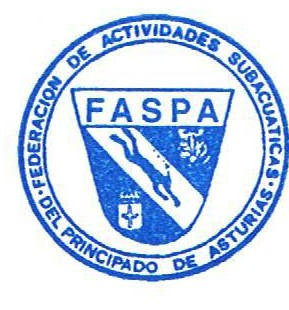 FEDERACION DE ACTIVIDADES SUBACUATICAS
DEL PRINCIPADO DE ASTURIAS
FASPA